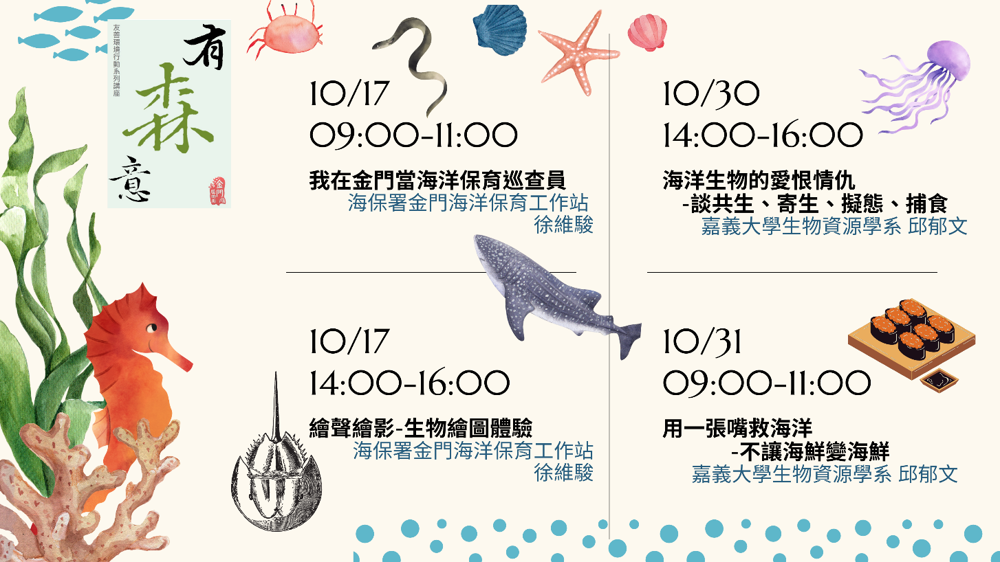 友善環境行動系列講座
有
森
意
金門
10/17
09:00-11:00
我在金門當海洋保育巡查員
海保署金門海洋保育工作站
徐維駿
10/17
14:00-16:00
繪聲繪影-生物繪圖體驗
海保署金門海洋保育工作站
徐維駿
10/30
14:00-16:00
海洋生物的愛恨情仇
-談共生、寄生、擬態、捕食
嘉義大學生物資源學系 邱郁文
10/31
09:00-11:00
用一張嘴救海洋
-不讓海鮮變海鮮
嘉義大學生物資源學系 邱郁文